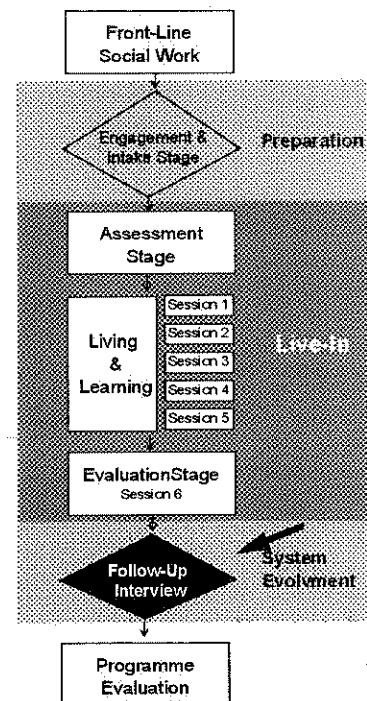 Front-Line
Social Work
Engagement &
Intake Stage
Preparation
Assessment
Stage
Living
&
Learning
Session 1
Session 2
Session 3
Session 4
Session 5
Live-in
EvaluationStage
Session 6
Follow-Up
Interview
System
Evolvment
Programme
Evaluation